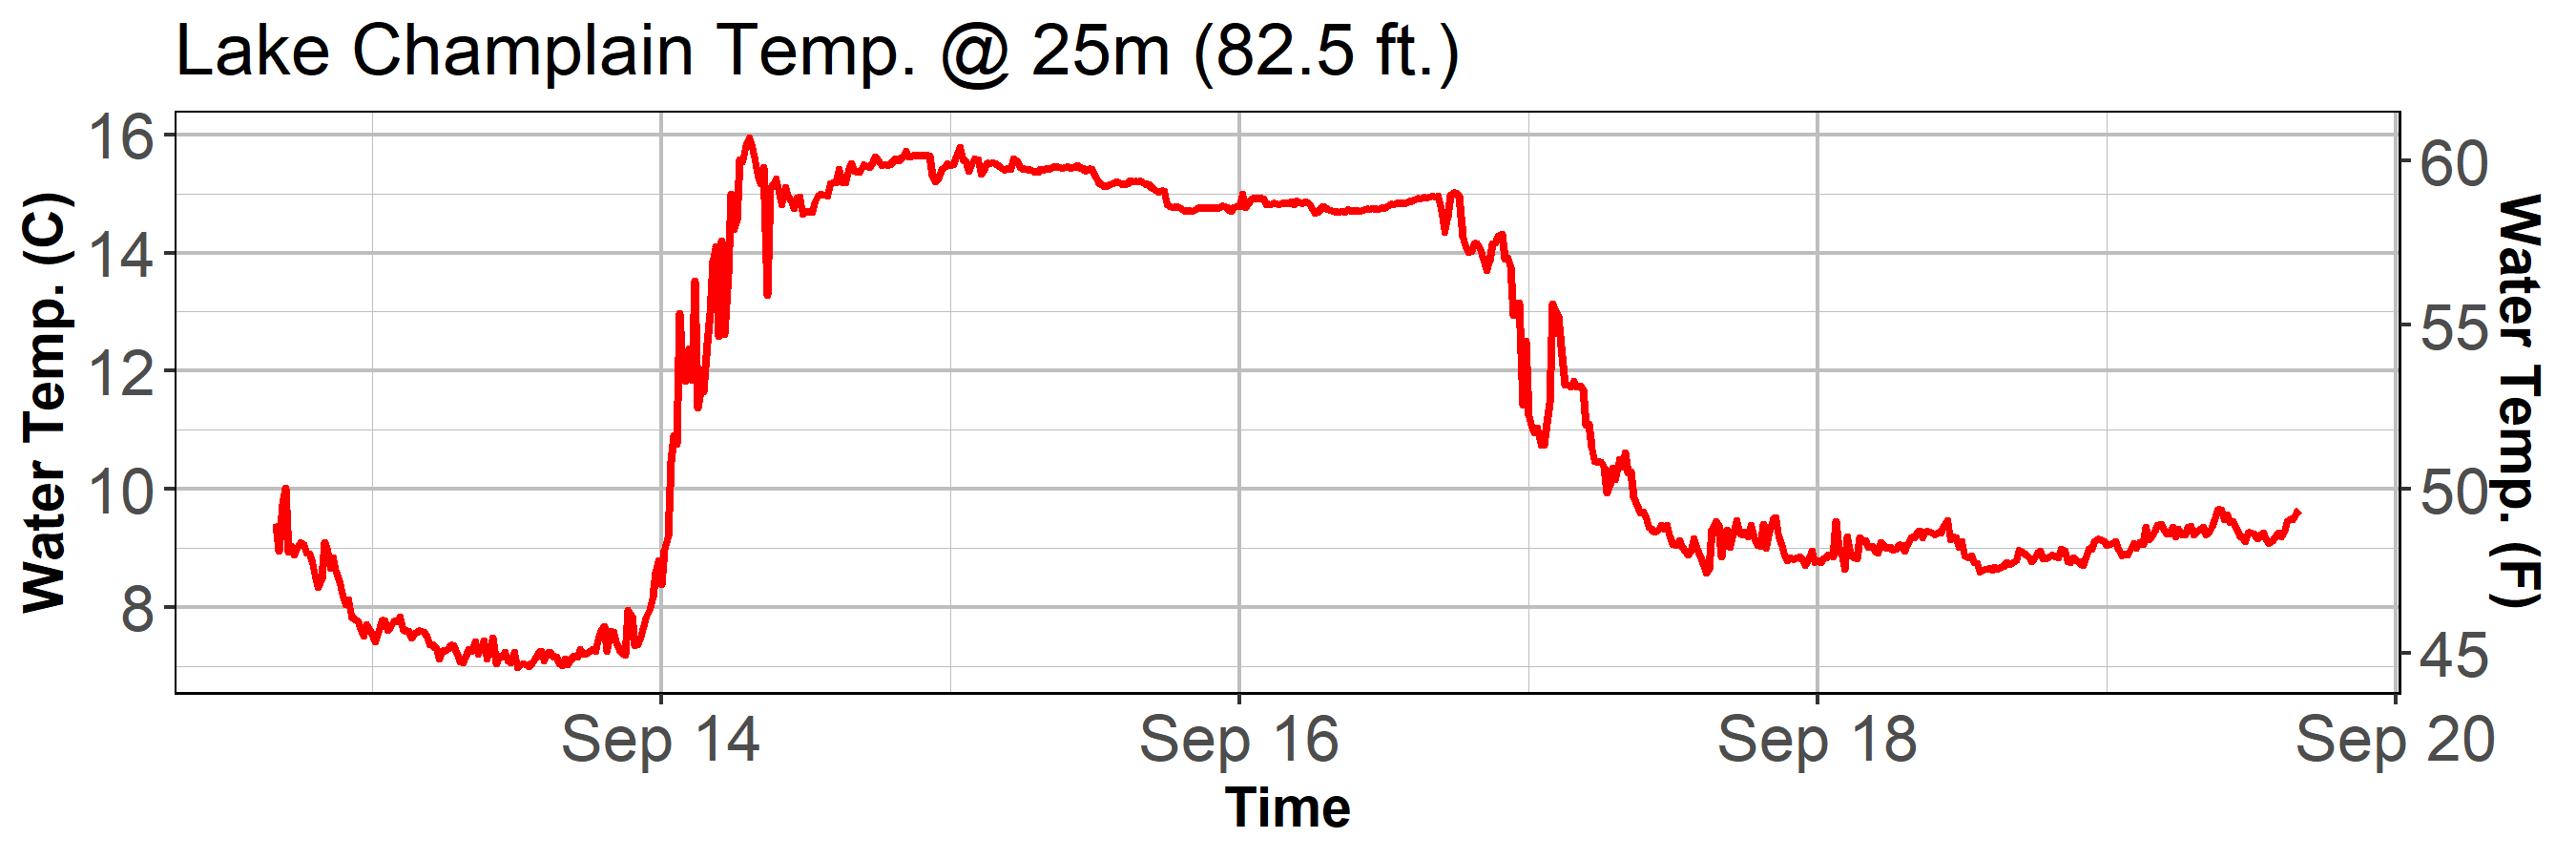 Lake Champlain Temp. @ 25m (82.5 ft.)
Water Temp. (C)
16
14
12
10
8
60
55
50
45
Water Temp. (F)
Sep 14
Sep 16
Sep 18
Sep 20
Time